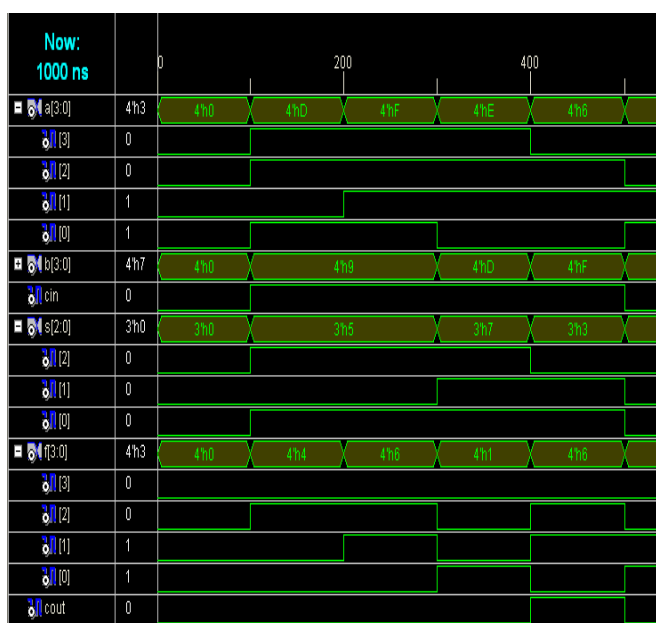 Now:
1000 ns
0 200 400
a[3:0] 4'h3 4'h0 4'hD 4'hF 4'hE 4'h6
[3] 0
[2] 0
[1] 1
[0] 1
b[3:0] 4'h7 4'h0 4'h9 4'hD 4'hF
cin 0
s[2:0] 3'h0 3'h0 3'h5 3'h7 3'h3
[2] 0
[1] 0
[0] 0
f[3:0] 4'h3 4'h0 4'h4 4'h6 4'h1 4'h6
[3] 0
[2] 0
[1] 1
[0] 1
cout 0